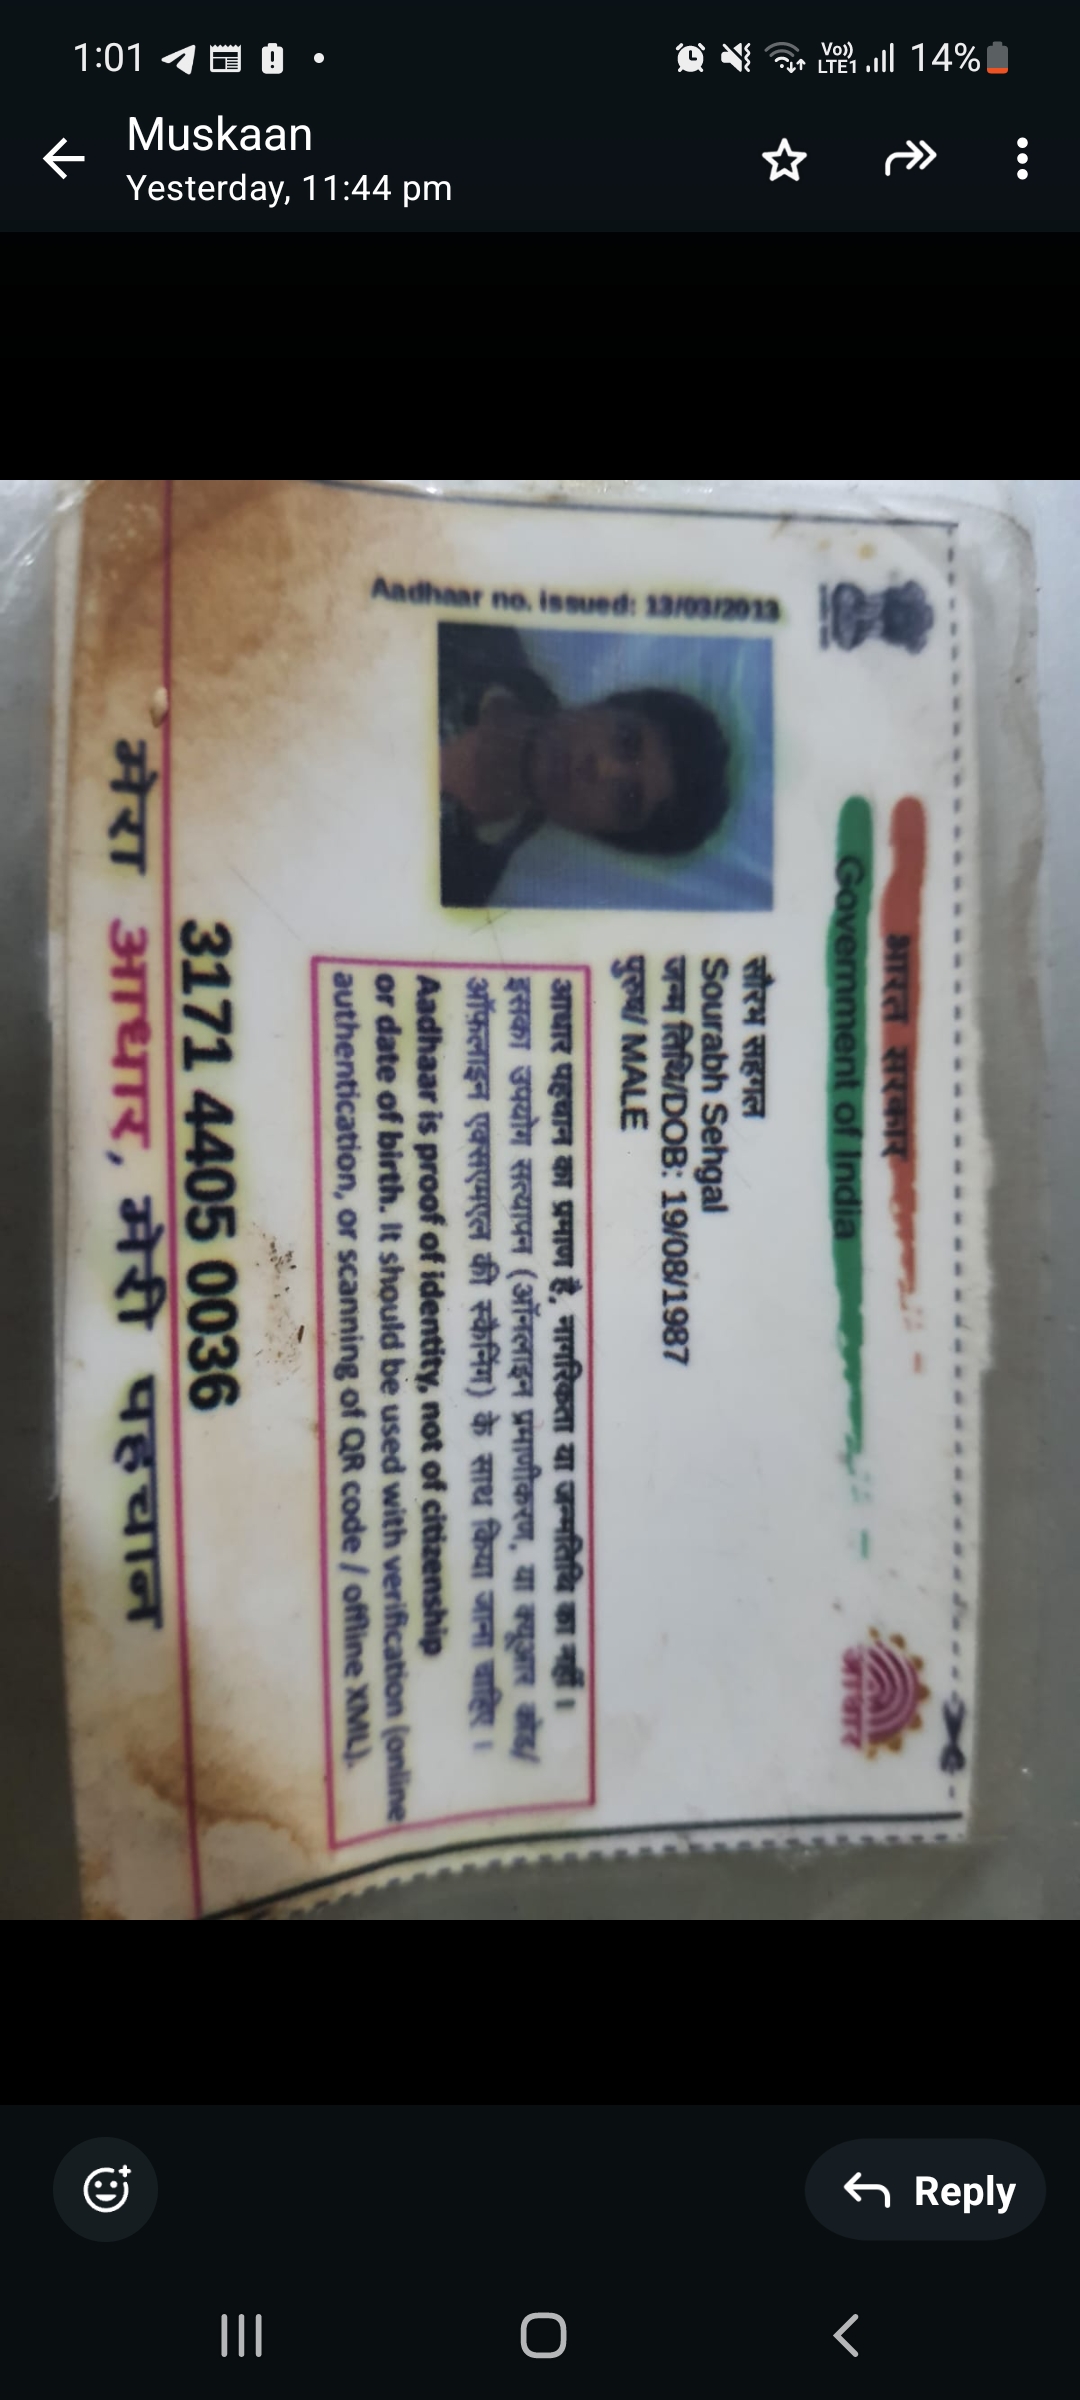 1:01
Vo)) LTE1
14%
Muskaan
Yesterday, 11:44 pm
भारत सरकार
Government of India
आधार
Aadhaar no. issued: 13/03/2013
सौरभ सहगल
Sourabh Sehgal
जन्म तिथि/DOB: 19/08/1987
पुरुष/ MALE
आधार पहचान का प्रमाण है, नागरिकता या जन्मतिथि का नहीं ।
इसका उपयोग सत्यापन (ऑनलाइन प्रमाणीकरण, या क्यूआर कोड/
ऑफलाइन एक्सएमएल की स्कैनिंग) के साथ किया जाना चाहिए ।
Aadhaar is proof of identity, not of citizenship
or date of birth. It should be used with verification (online
authentication, or scanning of QR code / offline XML).
3171 4405 0036
मेरा आधार, मेरी पहचान
Reply